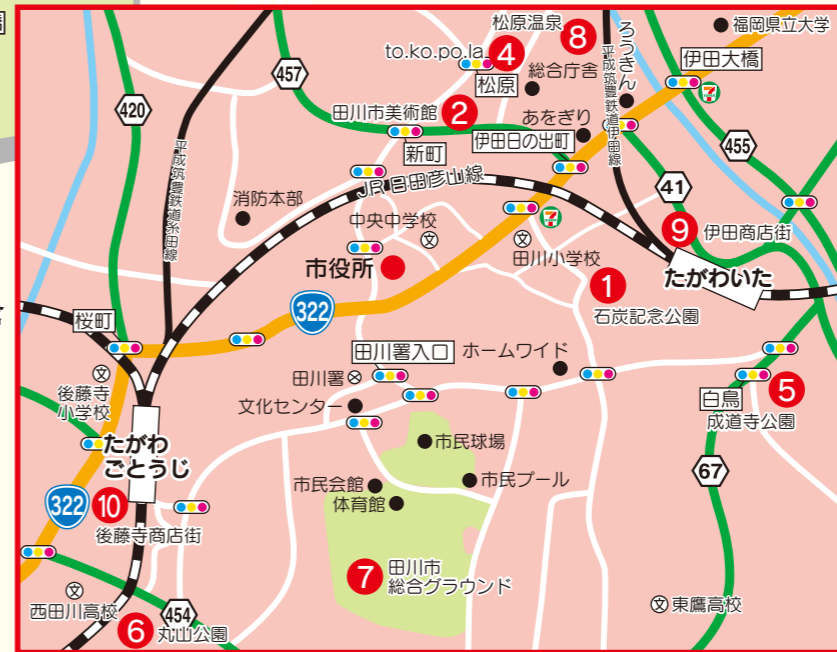 松原温泉
8
福岡県立大学
to.ko.po.la
4
松原
総合庁舎
ろうきん
伊田大橋
457
420
田川市美術館
2
新町
あをぎり
伊田日の出町
平成筑豊鉄道伊田線
455
平成筑豊鉄道糸田線
JR日田彦山線
41
消防本部
中央中学校
文
文
田川小学校
9
伊田商店街
たがわいた
市役所
1
石炭記念公園
322
桜町
田川署入口
ホームワイド
文
後藤寺
小学校
田川署
文化センター
白鳥
5
成道寺公園
たがわ
ごとうじ
市民球場
67
市民会館
市民プール
体育館
322
10
後藤寺商店街
7
田川市
総合グラウンド
文
西田川高校
454
6
丸山公園
文
東鷹高校